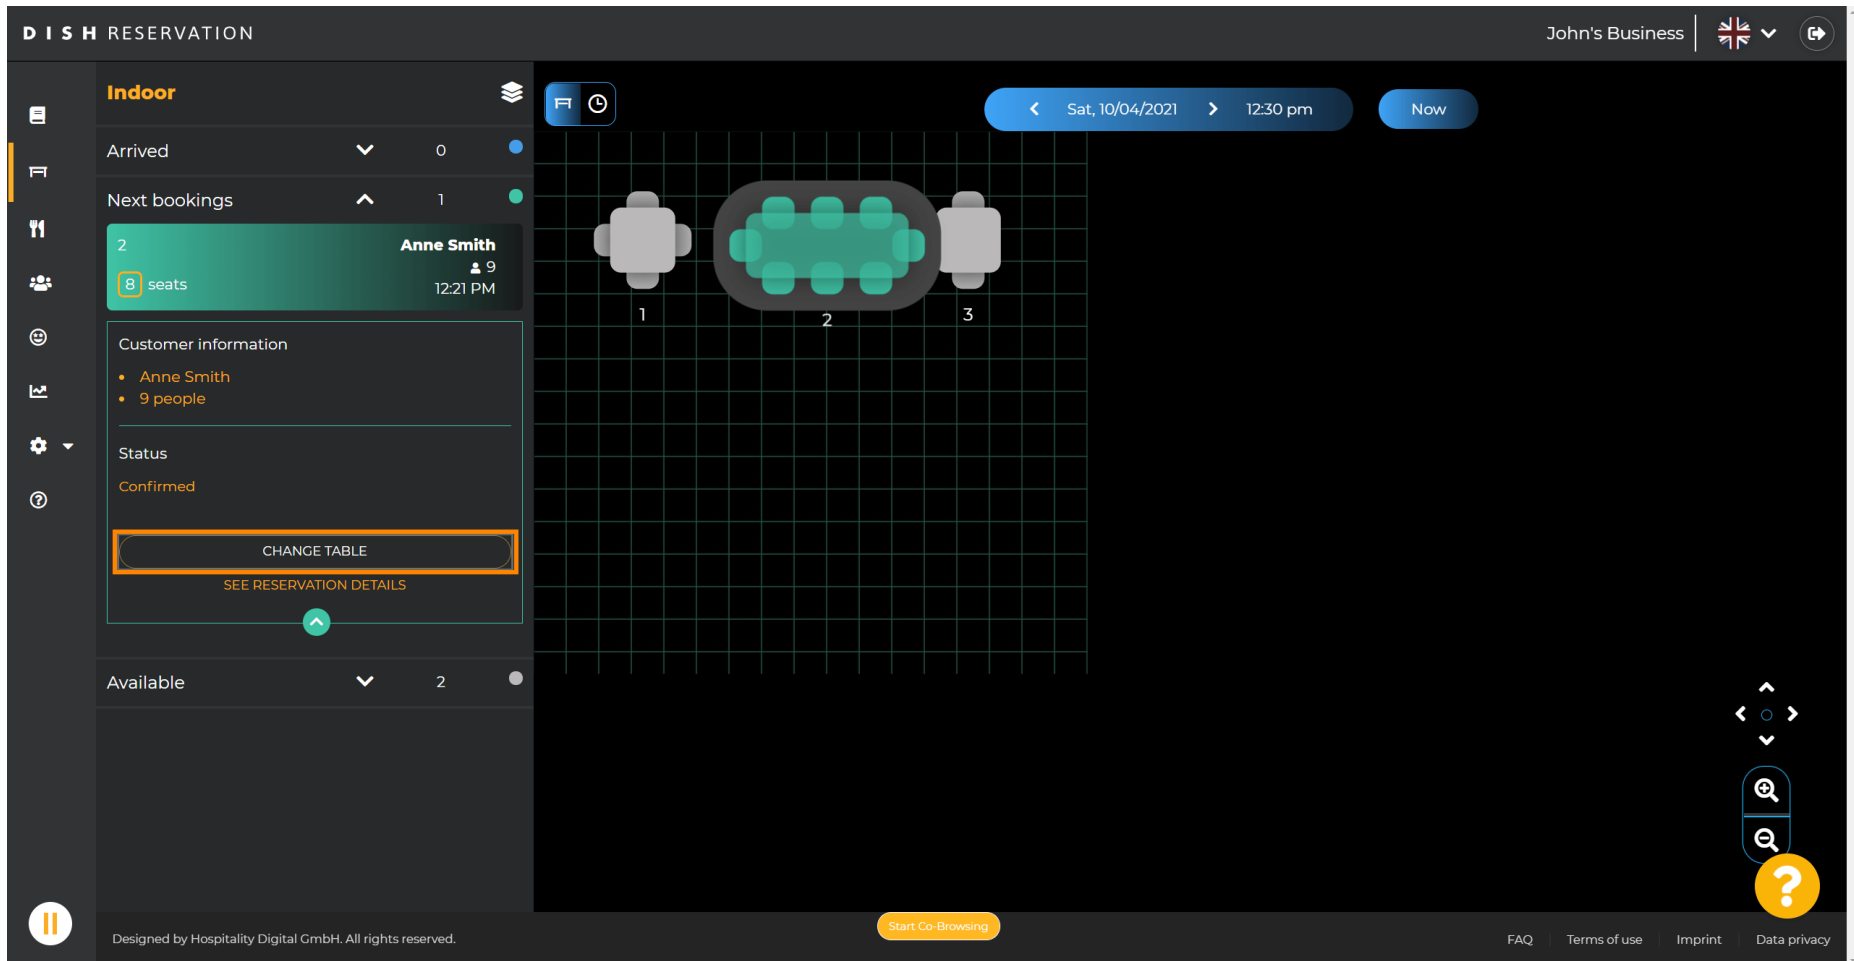 DISH RESERVATION
John's Business
Indoor
Sat, 10/04/2021 12:30 pm
Now
Arrived 0
Next bookings 1
2 Anne Smith
9
8 seats 12:21 PM
1
2
3
Customer information
Anne Smith
9 people
Status
Confirmed
CHANGE TABLE
SEE RESERVATION DETAILS
Available 2
?
Start Co-Browsing
Designed by Hospitality Digital GmbH. All rights reserved.
FAQ Terms of use Imprint Data privacy